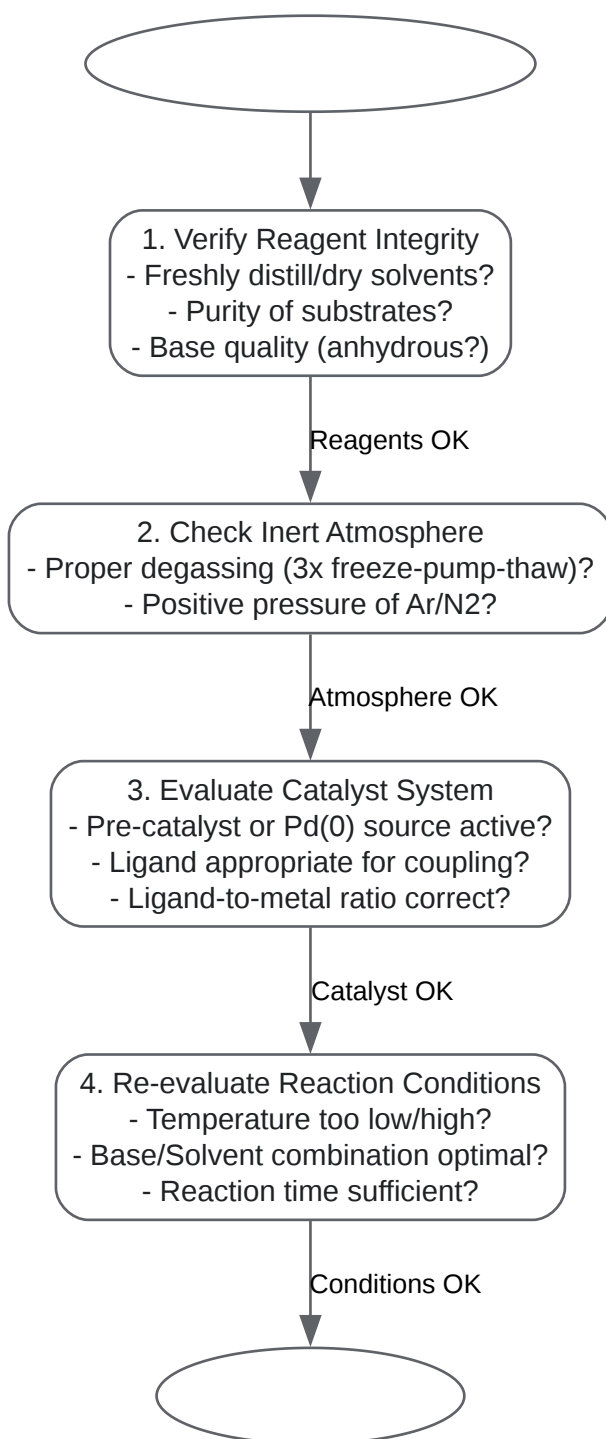 1. Verify Reagent Integrity
- Freshly distill/dry solvents?
- Purity of substrates?
- Base quality (anhydrous?)
Reagents OK
2. Check Inert Atmosphere
- Proper degassing (3x freeze-pump-thaw)?
- Positive pressure of Ar/N2?
Atmosphere OK
3. Evaluate Catalyst System
- Pre-catalyst or Pd(0) source active?
- Ligand appropriate for coupling?
- Ligand-to-metal ratio correct?
Catalyst OK
4. Re-evaluate Reaction Conditions
- Temperature too low/high?
- Base/Solvent combination optimal?
- Reaction time sufficient?
Conditions OK